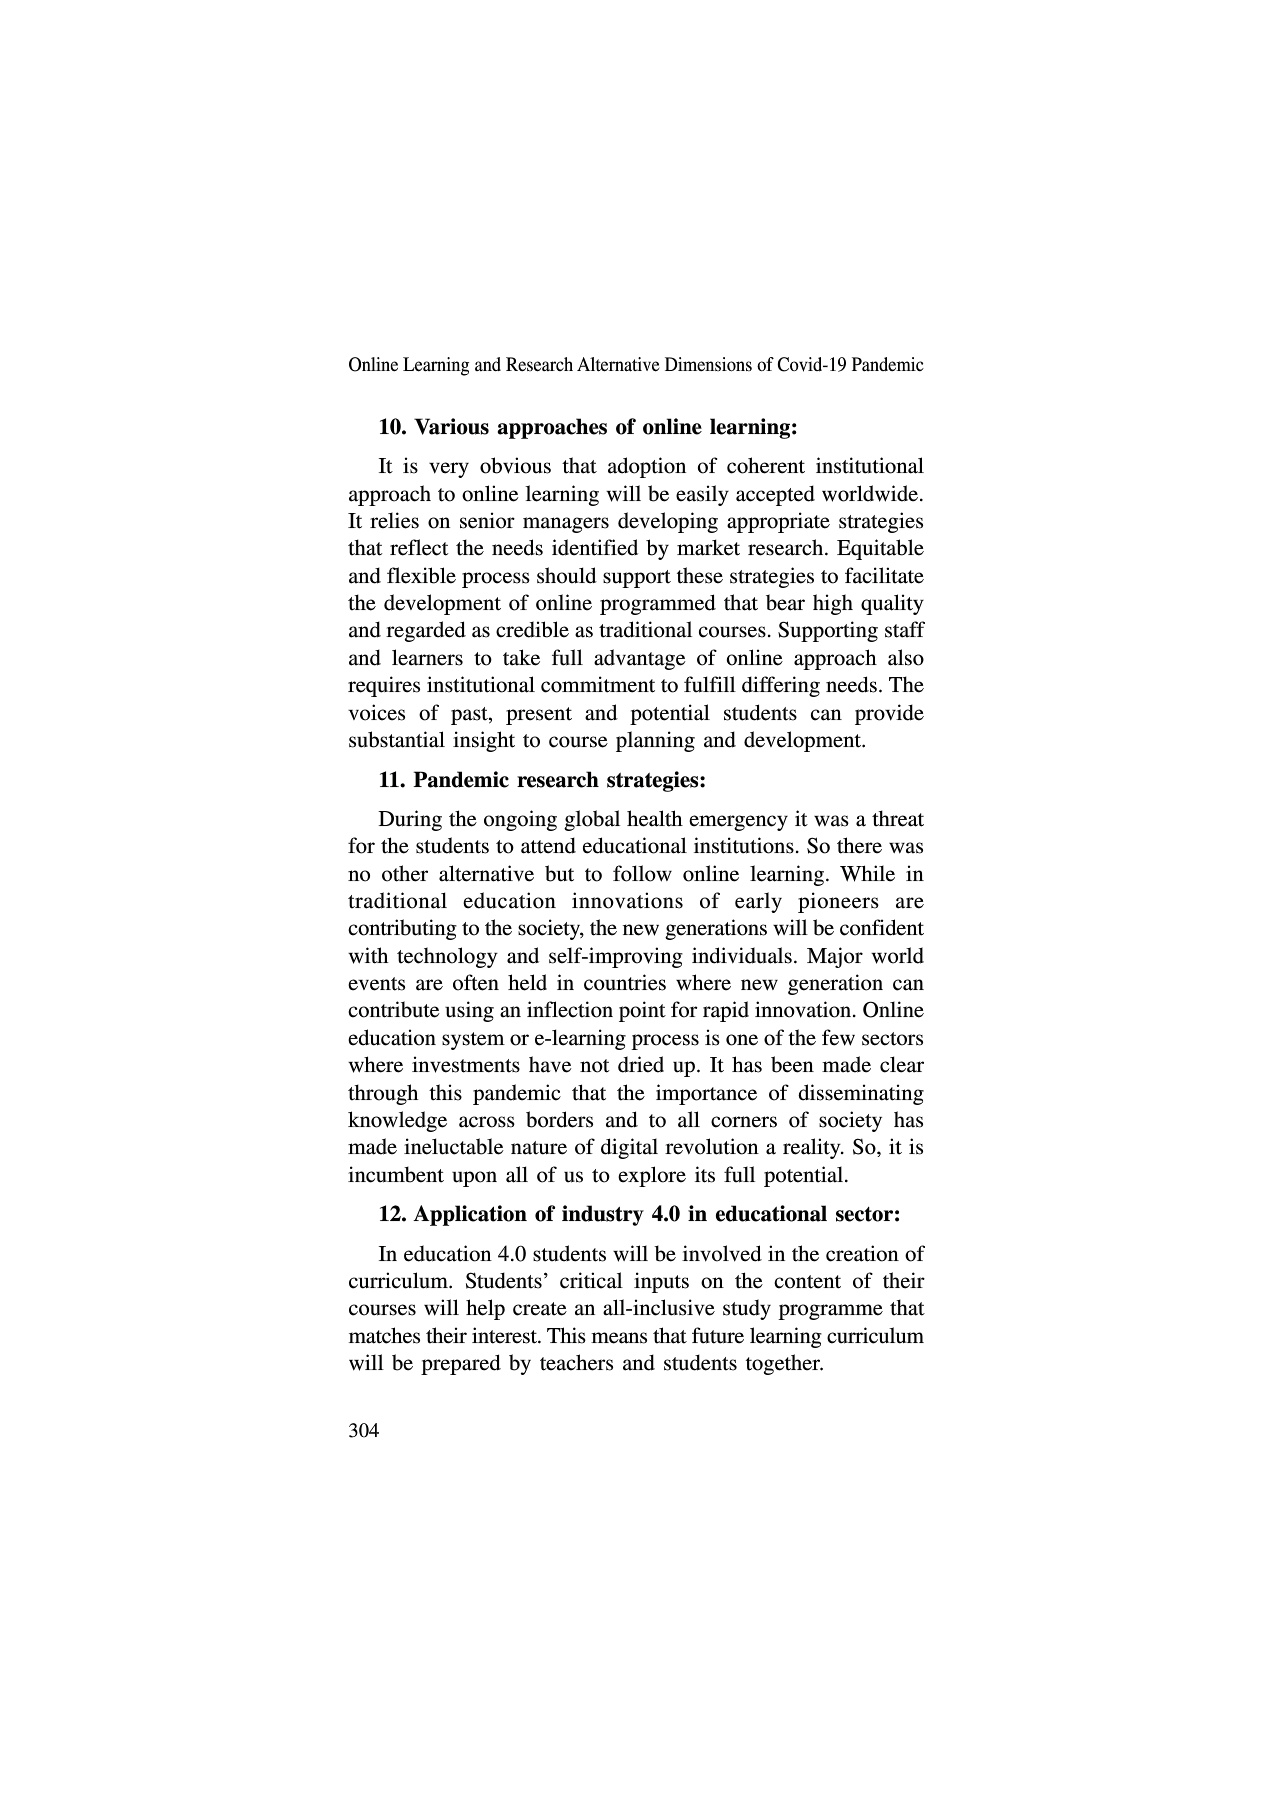 Online Learning and Research Alternative Dimensions of Covid-19 Pandemic
10. Various approaches of online learning:
It is very obvious that adoption of coherent institutional
approach to online learning will be easily accepted worldwide.
It relies on senior managers developing appropriate strategies
that reflect the needs identified by market research. Equitable
and flexible process should support these strategies to facilitate
the development of online programmed that bear high quality
and regarded as credible as traditional courses. Supporting staff
and learners to take full advantage of online approach also
requires institutional commitment to fulfill differing needs. The
voices of past, present and potential students can provide
substantial insight to course planning and development.
11. Pandemic research strategies:
During the ongoing global health emergency it was a threat
for the students to attend educational institutions. So there was
no other alternative but to follow online learning. While in
traditional education innovations of early pioneers are
contributing to the society, the new generations will be confident
with technology and self-improving individuals. Major world
events are often held in countries where new generation can
contribute using an inflection point for rapid innovation. Online
education system or e-learning process is one of the few sectors
where investments have not dried up. It has been made clear
through this pandemic that the importance of disseminating
knowledge across borders and to all corners of society has
made ineluctable nature of digital revolution a reality. So, it is
incumbent upon all of us to explore its full potential.
12. Application of industry 4.0 in educational sector:
In education 4.0 students will be involved in the creation of
curriculum. Students’ critical inputs on the content of their
courses will help create an all-inclusive study programme that
matches their interest. This means that future learning curriculum
will be prepared by teachers and students together.
304